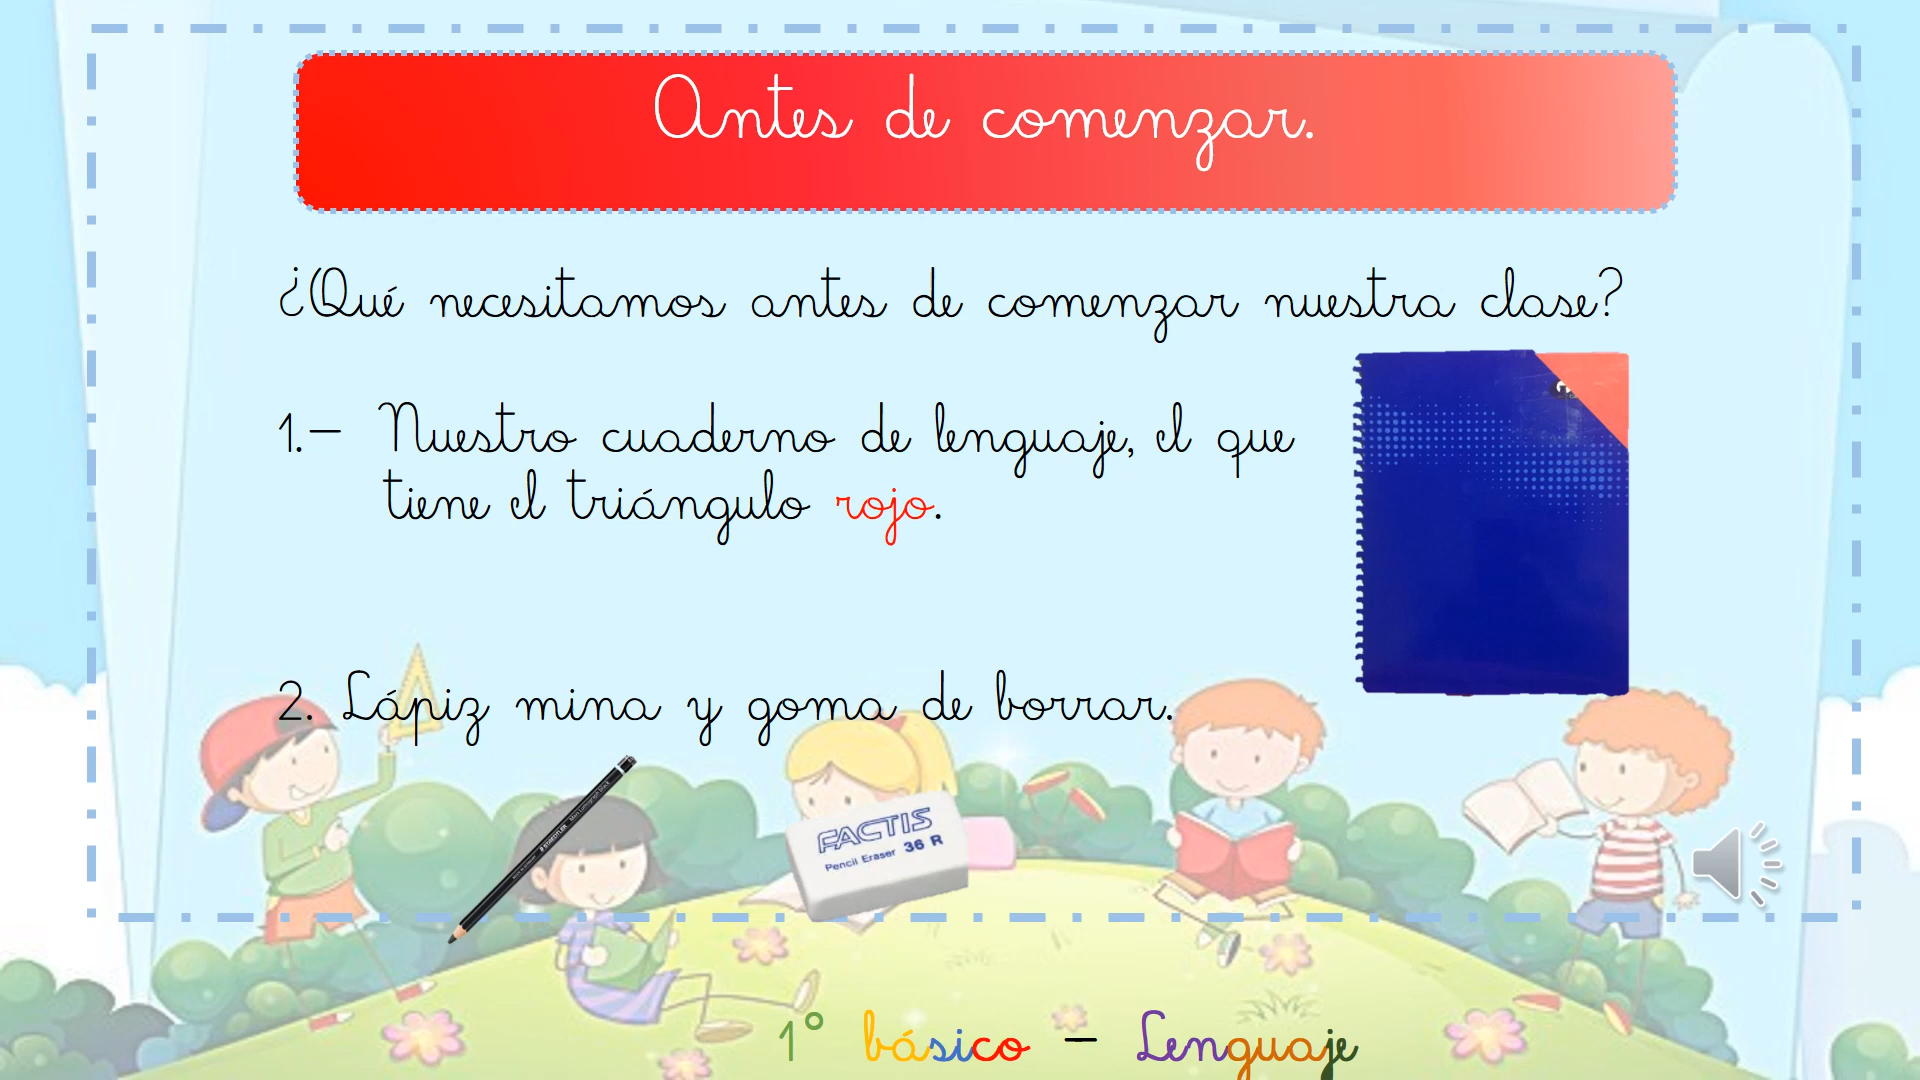 Antes de comenzar.
¿Qué necesitamos antes de comenzar nuestra clase?
1.- Nuestro cuaderno de lenguaje, el que
tiene el triángulo rojo.
2. Lápiz mina y goma de borrar.
FACTIS
Pencil Eraser 36 R
1° básico - Lenguaje